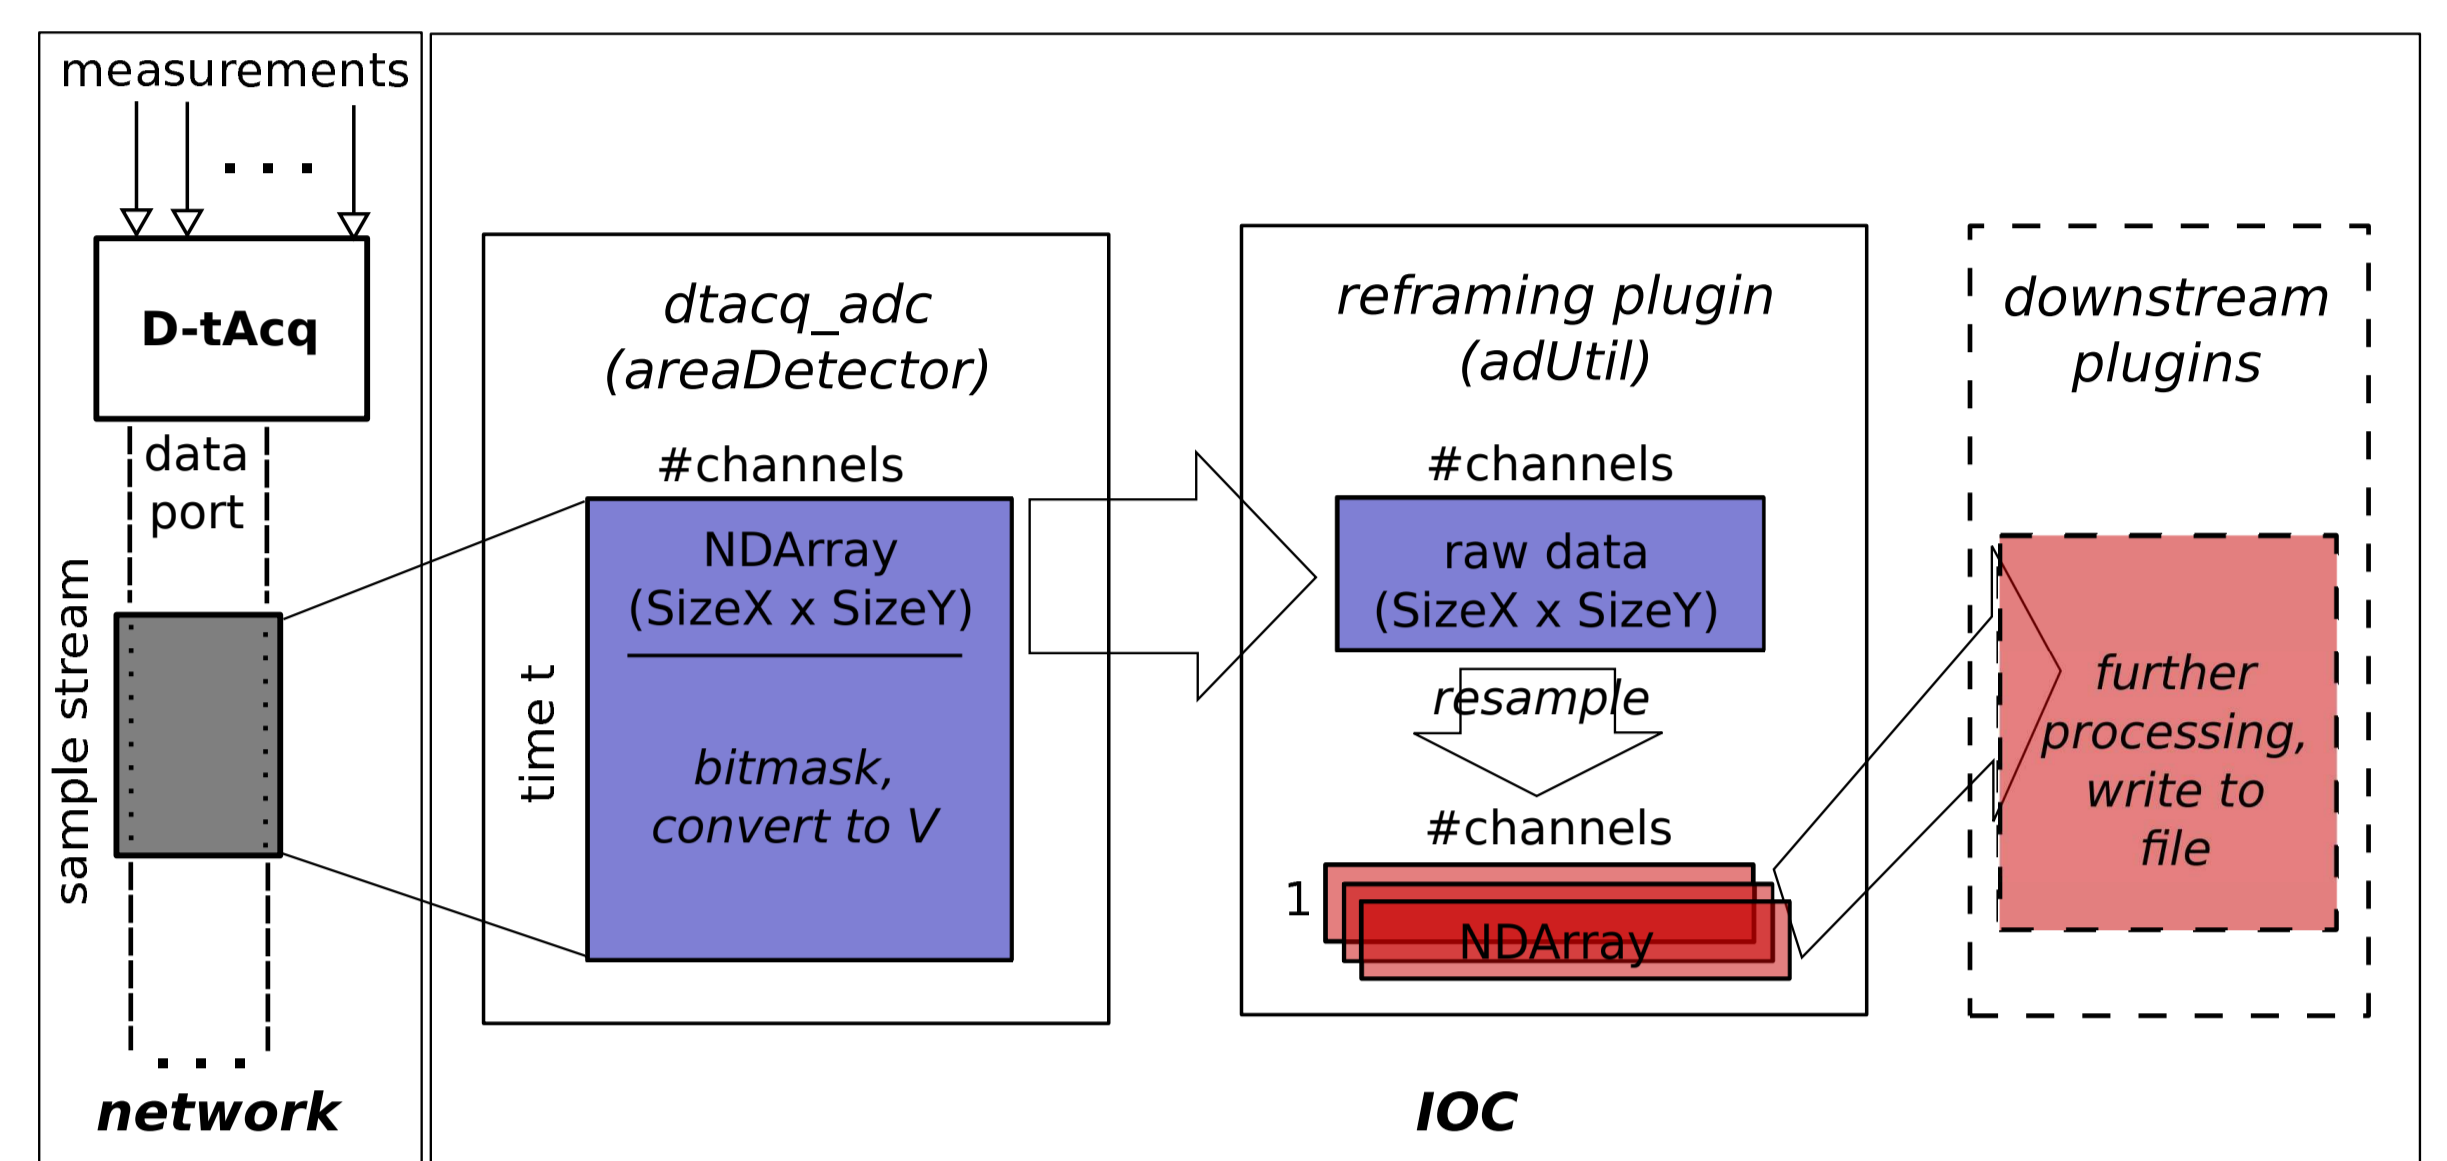 measurements
. . .
D-tAcq
data
port
sample stream
. . .
network
dtacq_adc
(areaDetector)
#channels
time t
NDArray
(SizeX x SizeY)
bitmask,
convert to V
reframing plugin
(adUtil)
#channels
raw data
(SizeX x SizeY)
resample
#channels
1
NDArray
downstream
plugins
further
processing,
write to
file
IOC